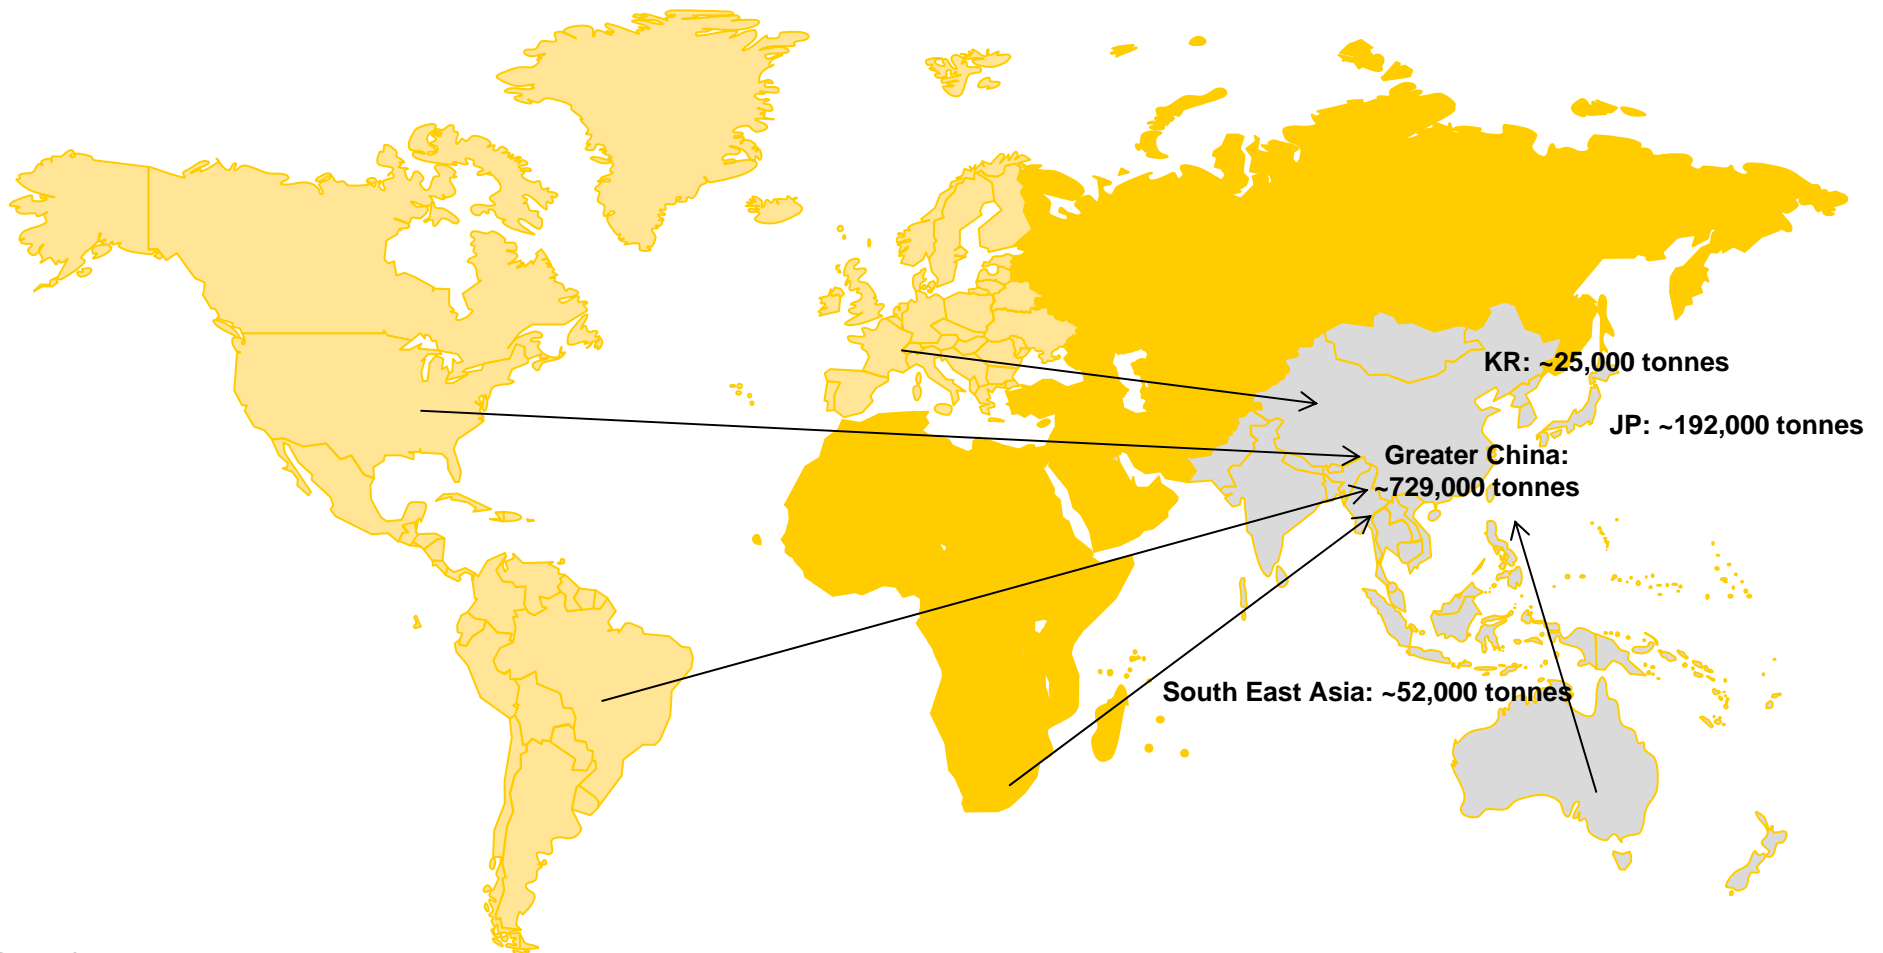 KR: ~25,000 tonnes
JP: ~192,000 tonnes
Greater China:
~729,000 tonnes
South East Asia: ~52,000 tonnes